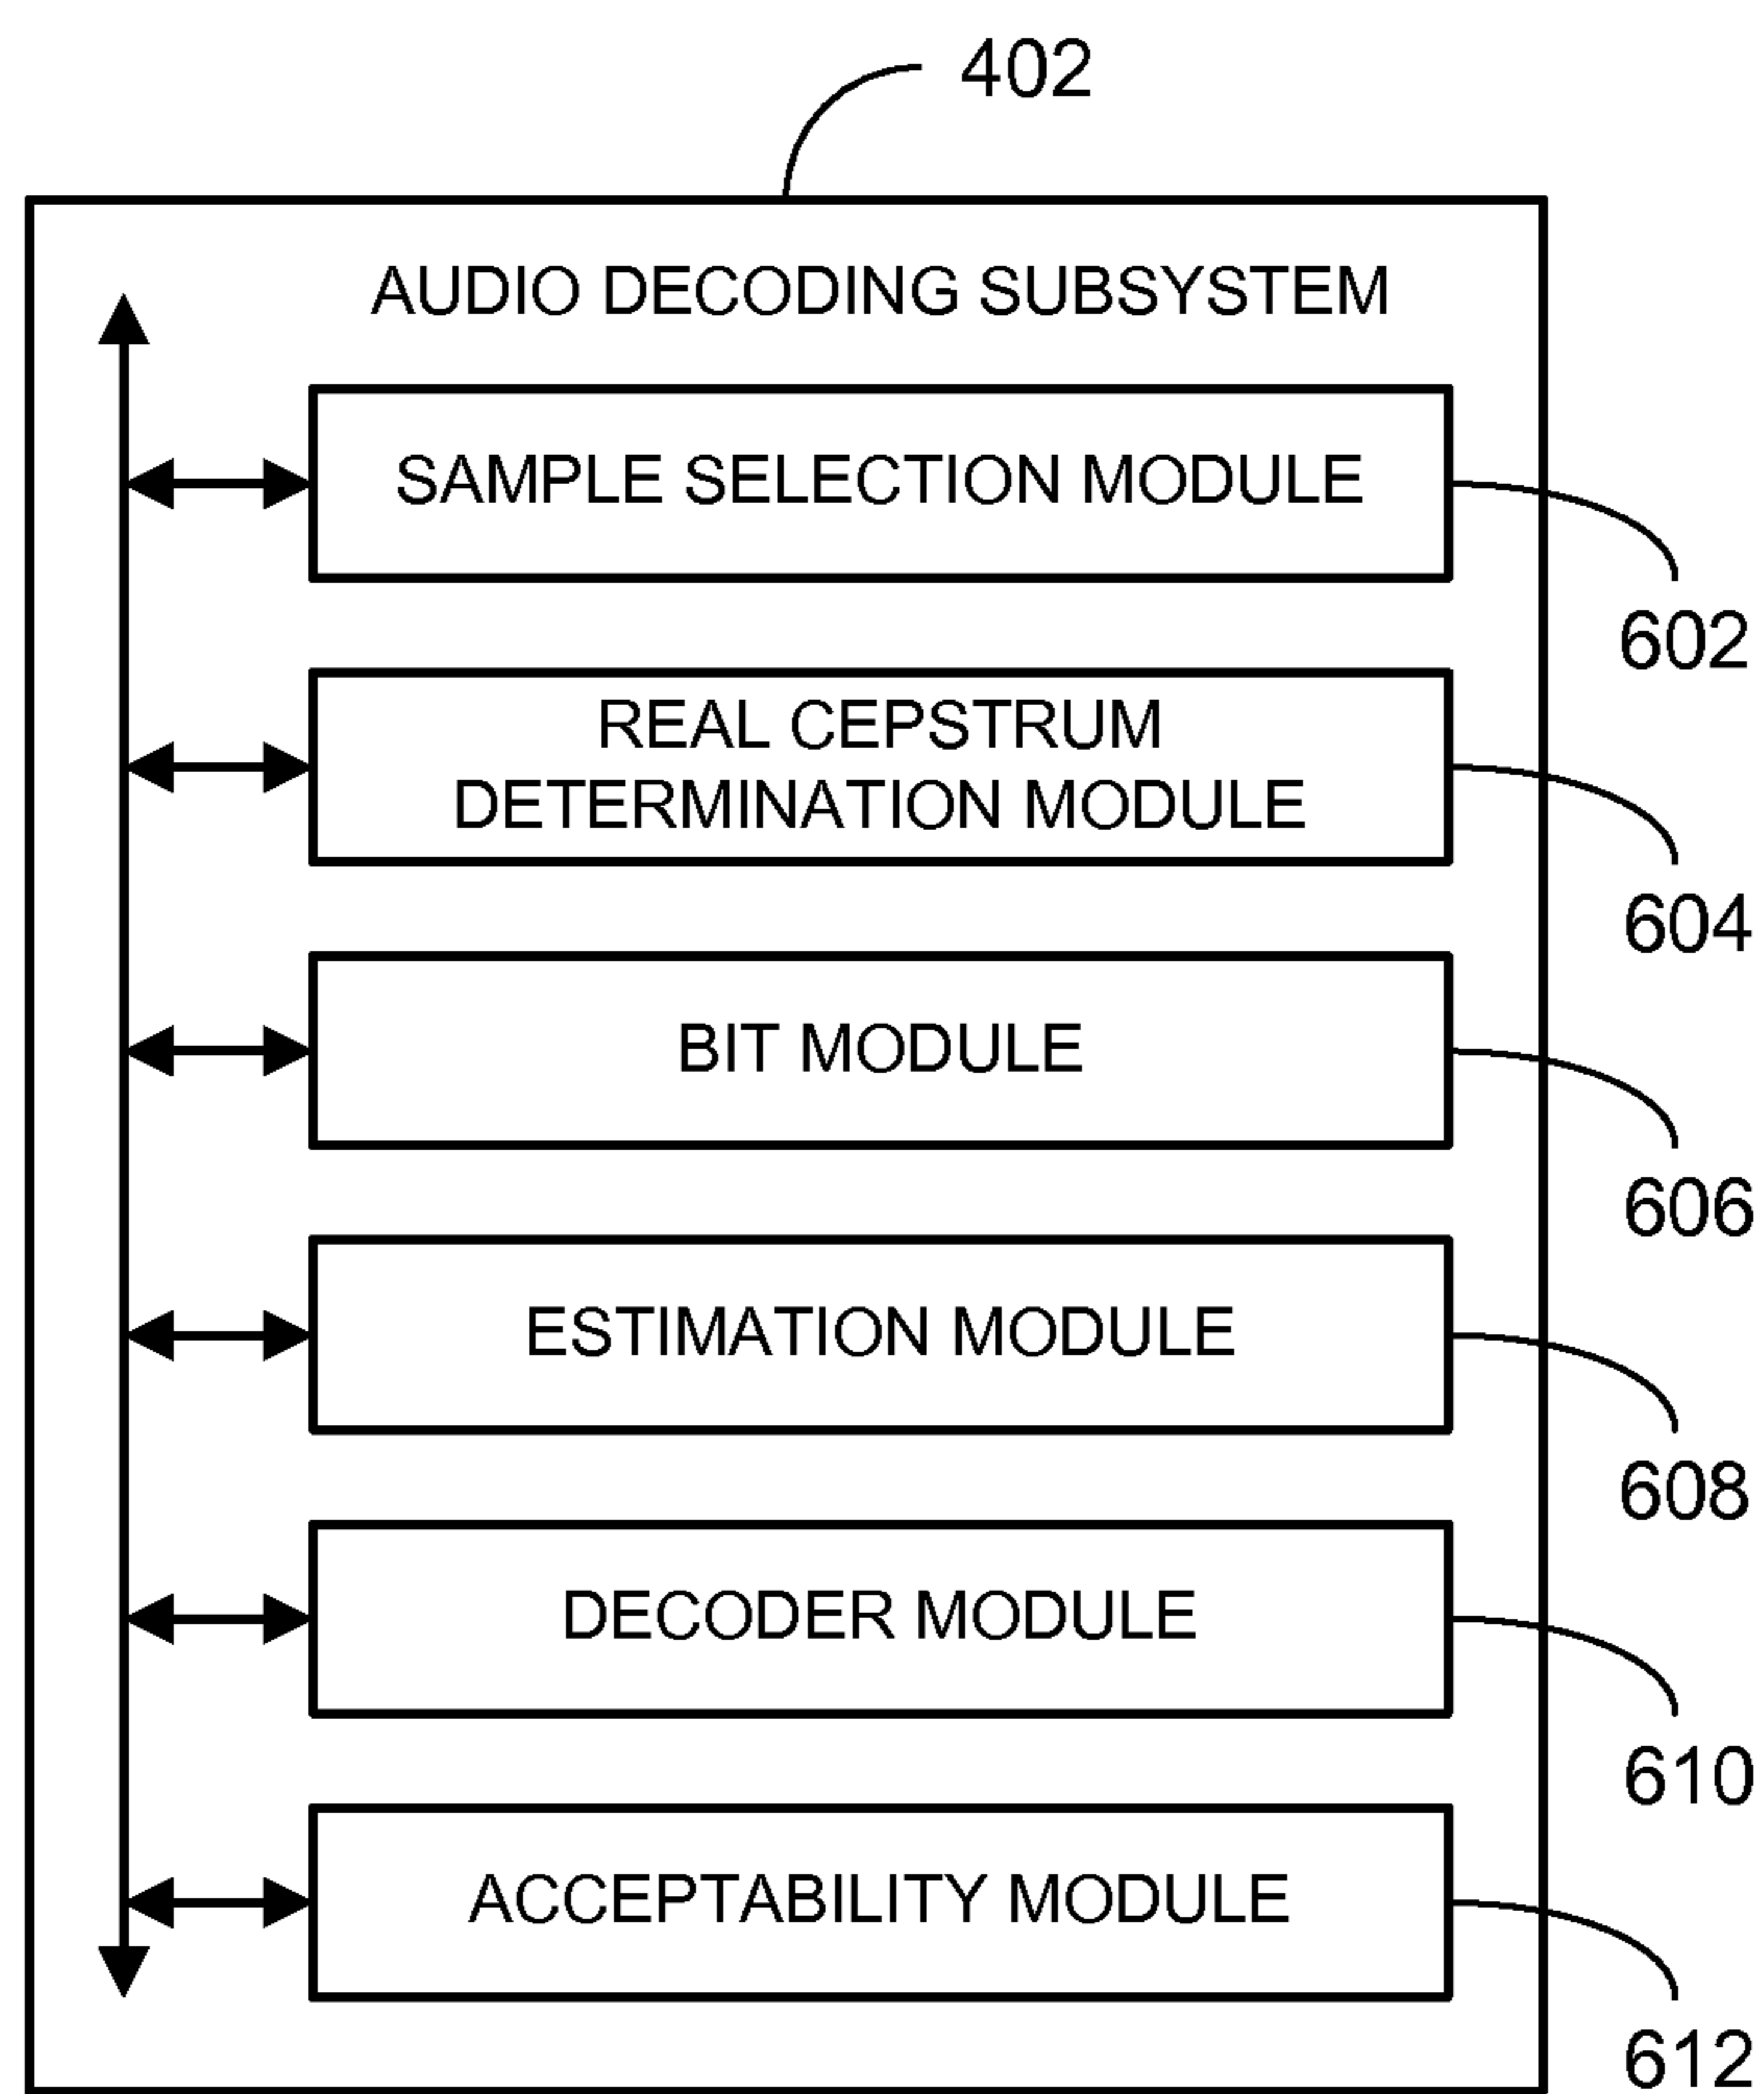 402
AUDIO DECODING SUBSYSTEM
SAMPLE SELECTION MODULE
602
REAL CEPSTRUM
DETERMINATION MODULE
604
BIT MODULE
606
ESTIMATION MODULE
608
DECODER MODULE
610
ACCEPTABILITY MODULE
612